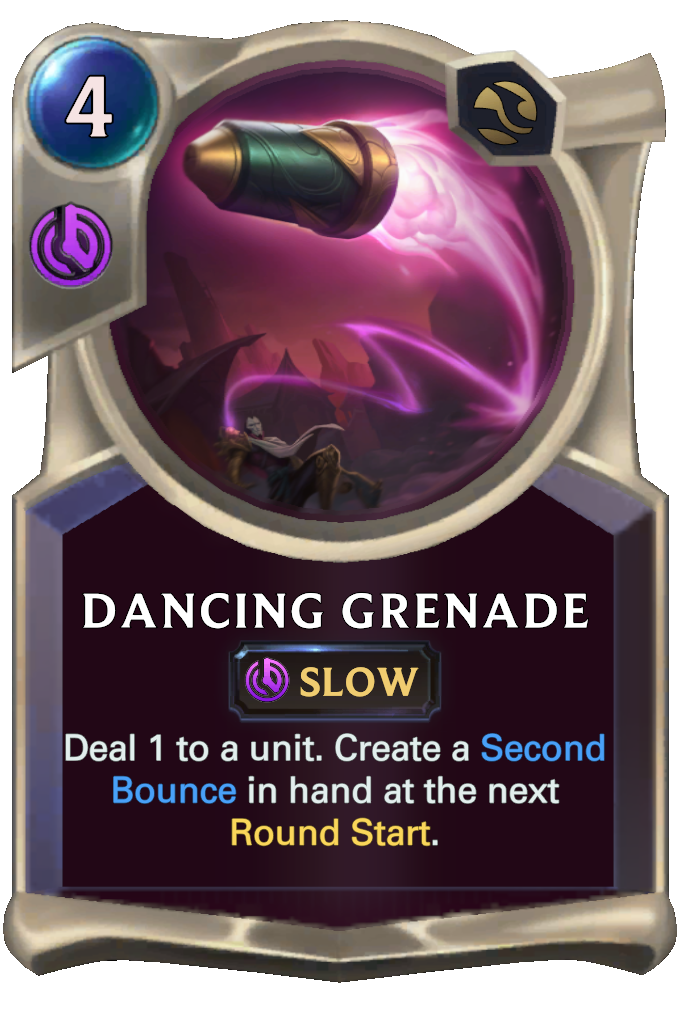 4
DANCING GRENADE
SLOW
Deal 1 to a unit. Create a Second
Bounce in hand at the next
Round Start.